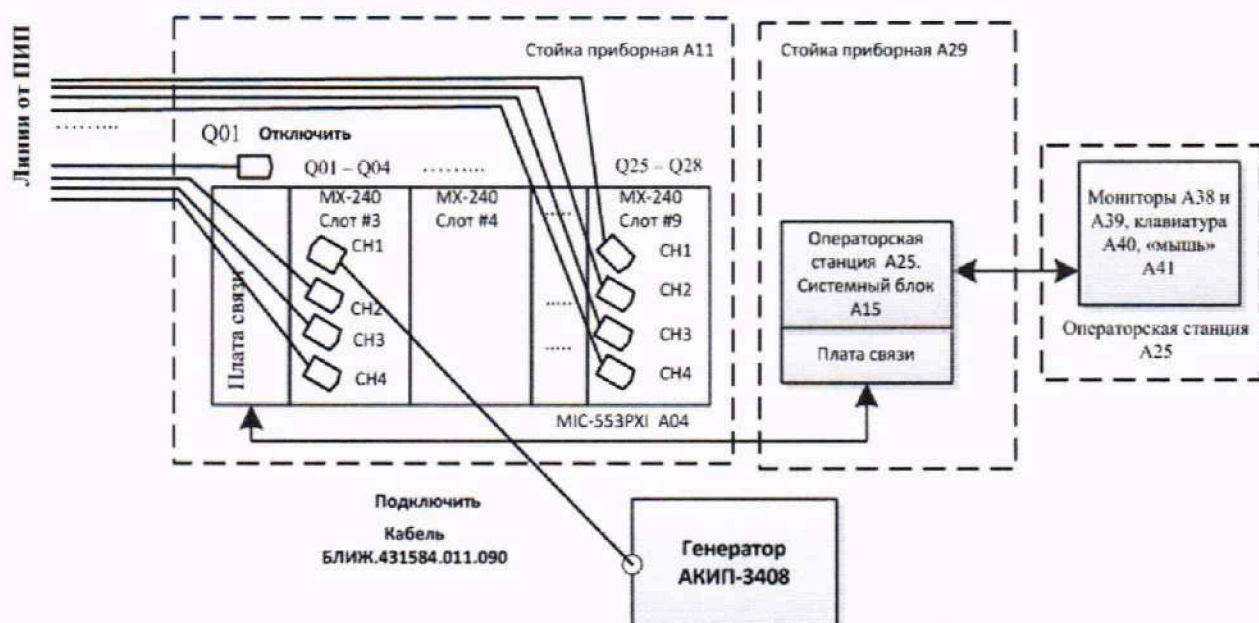 Стойка приборная А11
Стойка приборная А29
Линии от ПИП
.........
Q01 Отключить
Q01 – Q04
.........
Q25 – Q28
МХ-240
Слот #3
МХ-240
Слот #4
МХ-240
Слот #9
Плата связи
CH1
CH2
CH3
CH4
......
.....
.....
CH1
CH2
CH3
CH4
MIC-553PXI A04
Операторская
станция А25.
Системный блок
А15
Плата связи
Мониторы А38 и
А39, клавиатура
А40, «мышь»
А41
Операторская станция
А25
Подключить
Кабель
БЛИЖ.431584.011.090
Генератор
АКИП-3408